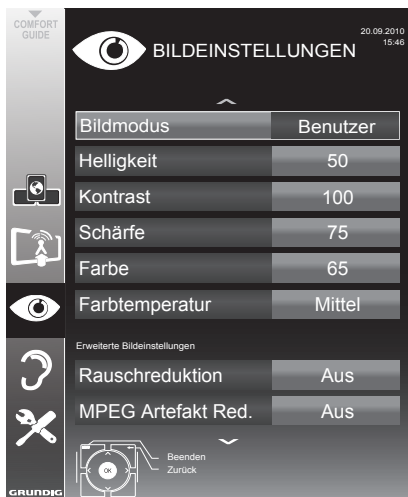 COMFORT
GUIDE
BILDEINSTELLUNGEN
20.09.2010
15:46
Bildmodus Benutzer
Helligkeit 50
Kontrast 100
Schärfe 75
Farbe 65
Farbtemperatur Mittel
Erweiterte Bildeinstellungen
Rauschreduktion Aus
MPEG Artefakt Red. Aus
OK
Beenden
Zurück
GRUNDIG